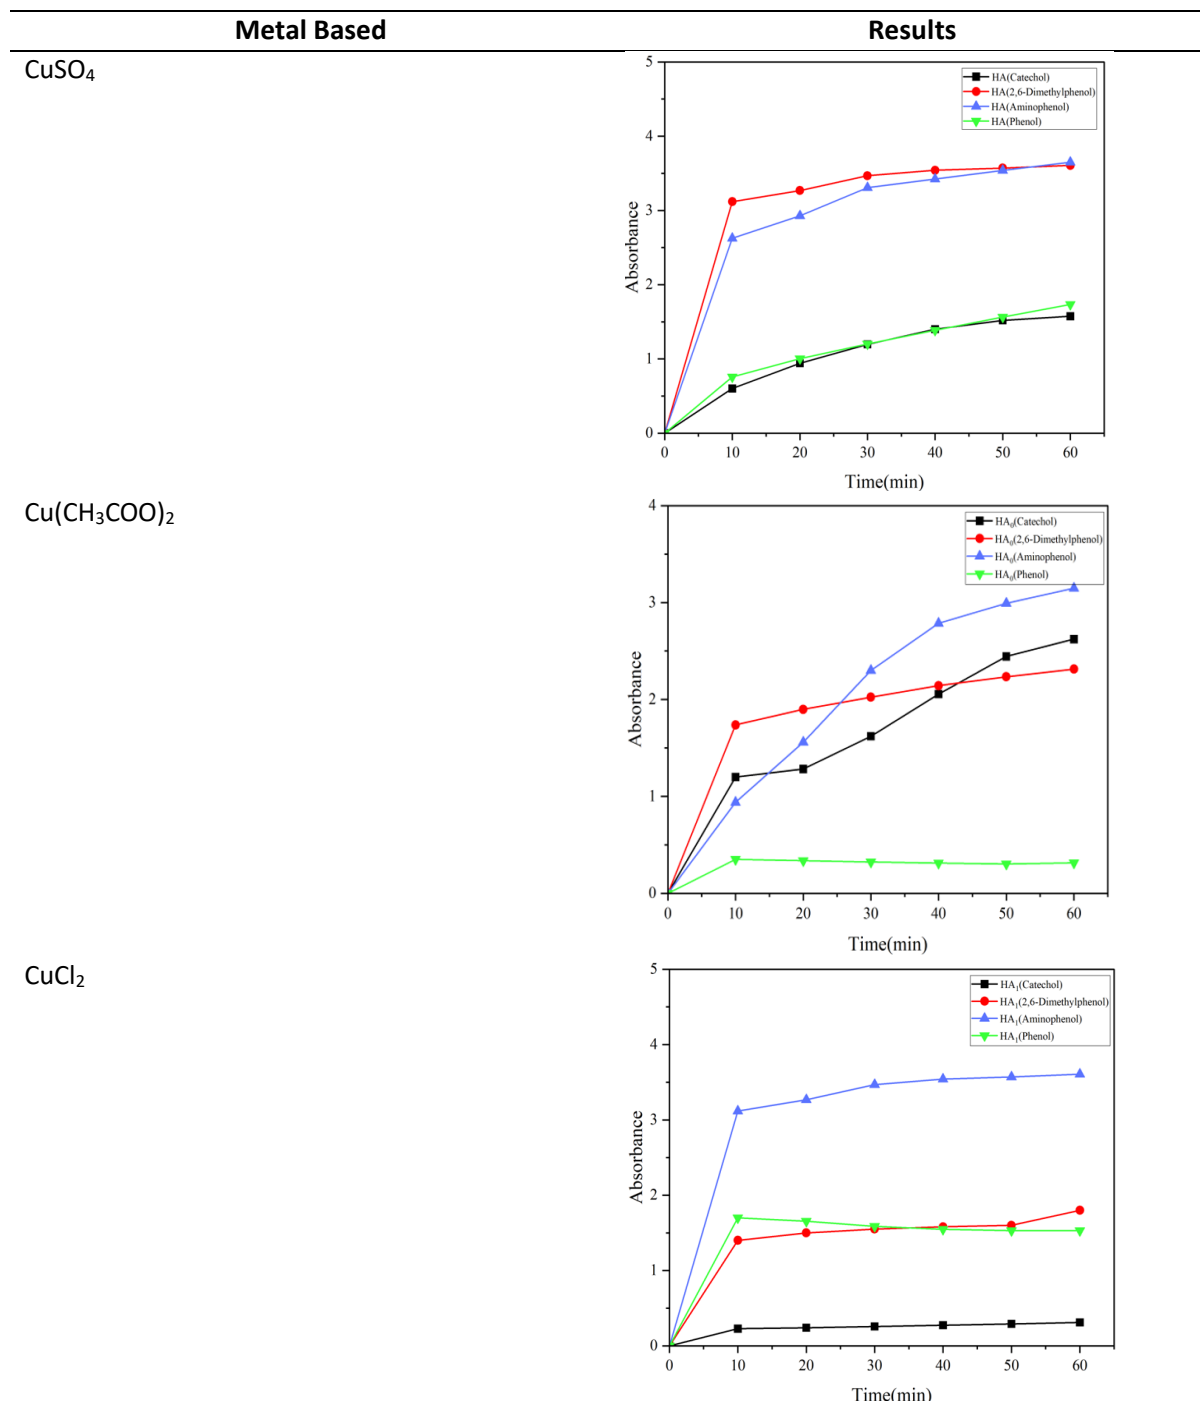 Metal Based Results
CuSO₄
5
4
3
2
1
0
Absorbance
HA(Catechol)
HA(2,6-Dimethylphenol)
HA(Aminophenol)
HA(Phenol)
0 10 20 30 40 50 60
Time(min)
Cu(CH₃COO)₂
4
3
2
1
0
Absorbance
HA₀(Catechol)
HA₀(2,6-Dimethylphenol)
HA₀(Aminophenol)
HA₀(Phenol)
0 10 20 30 40 50 60
Time(min)
CuCl₂
5
4
3
2
1
0
Absorbance
HA₁(Catechol)
HA₁(2,6-Dimethylphenol)
HA₁(Aminophenol)
HA₁(Phenol)
0 10 20 30 40 50 60
Time(min)